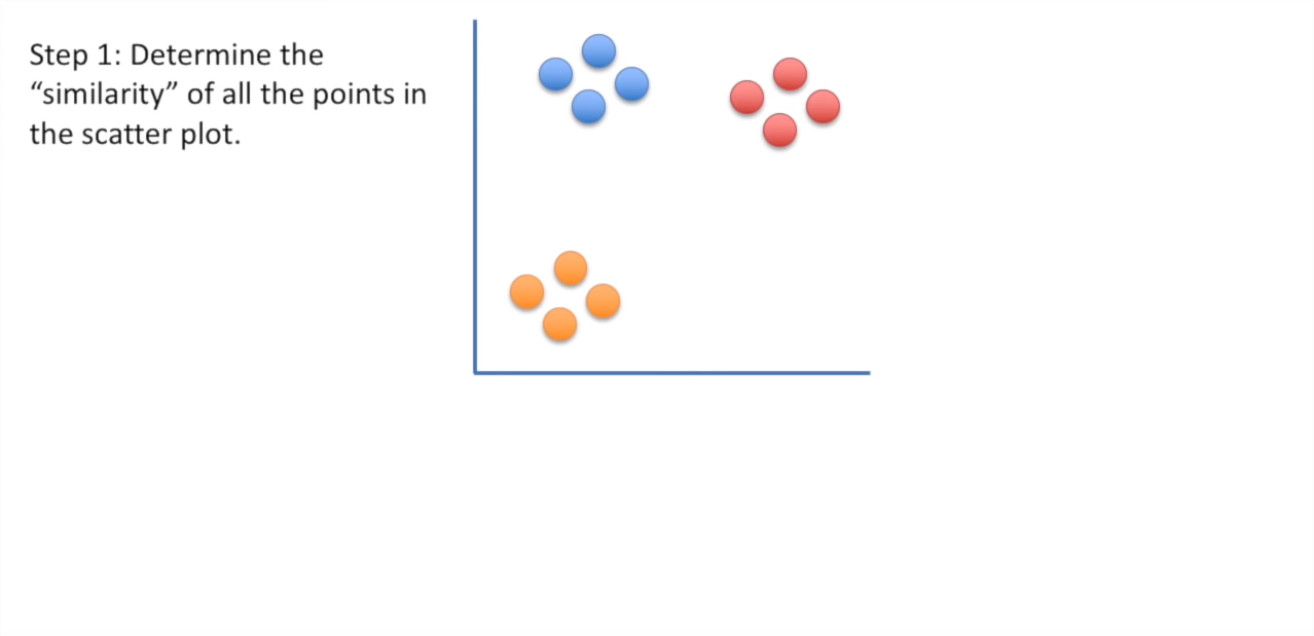 Step 1: Determine the
“similarity” of all the points in
the scatter plot.